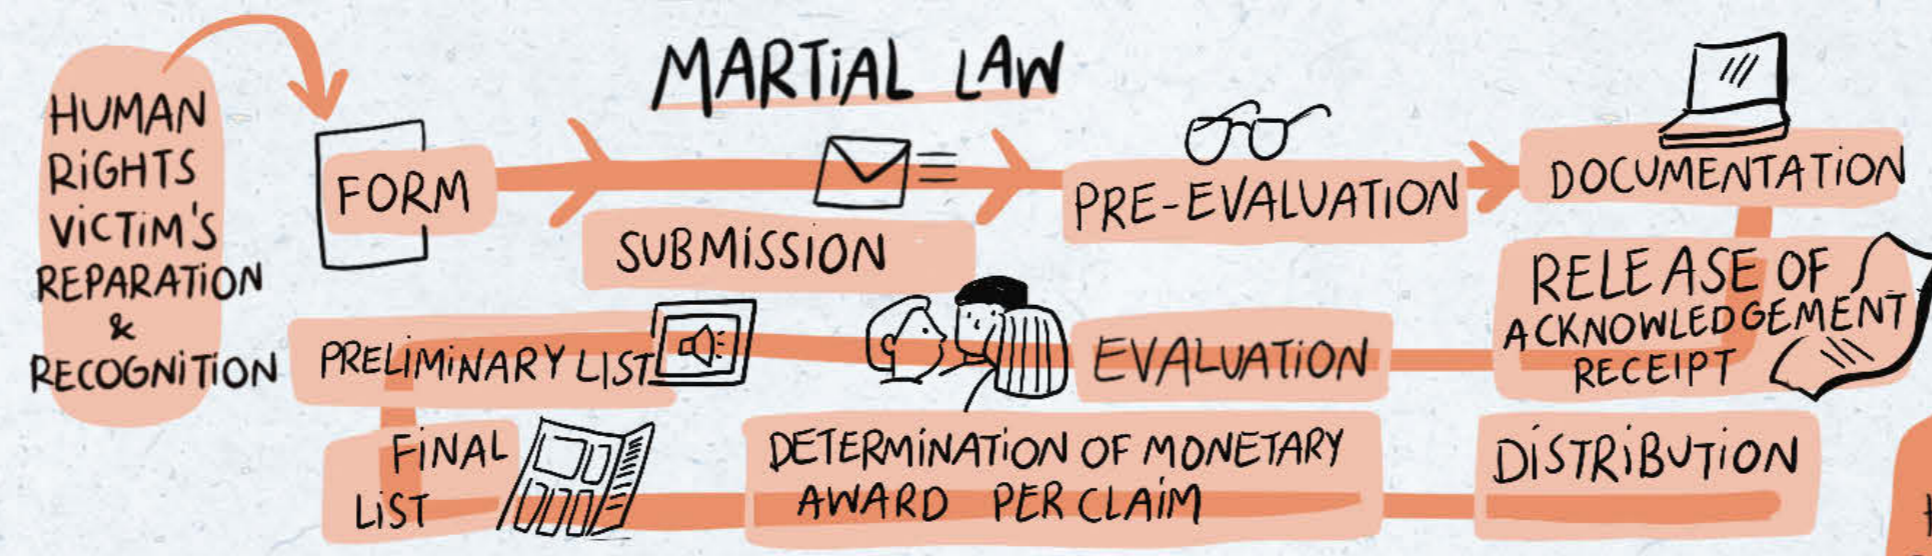 MARTIAL LAW
HUMAN
RIGHTS
VICTIM'S
REPARATION
&
RECOGNITION
FORM
SUBMISSION
PRE-EVALUATION
DOCUMENTATION
RELEASE OF
ACKNOWLEDGEMENT
RECEIPT
EVALUATION
PRELIMINARY LIST
FINAL
LIST
DETERMINATION OF MONETARY
AWARD PER CLAIM
DISTRIBUTION